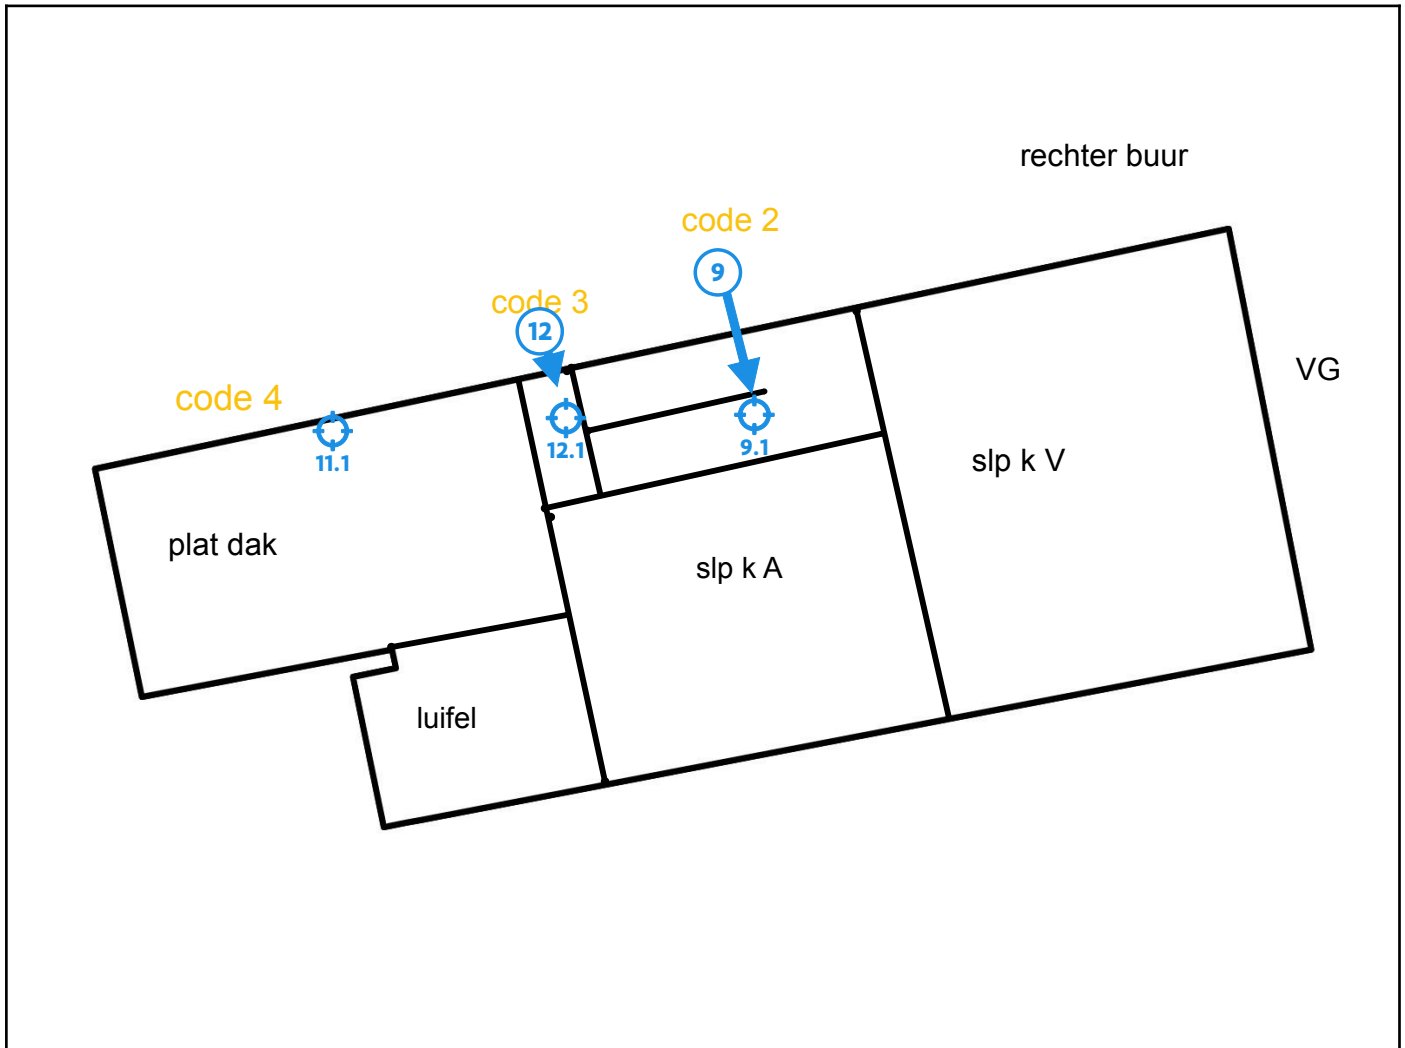 rechter buur
code 2
9
code 3
12
VG
code 4
11.1
12.1
9.1
slp k V
plat dak
slp k A
luifel